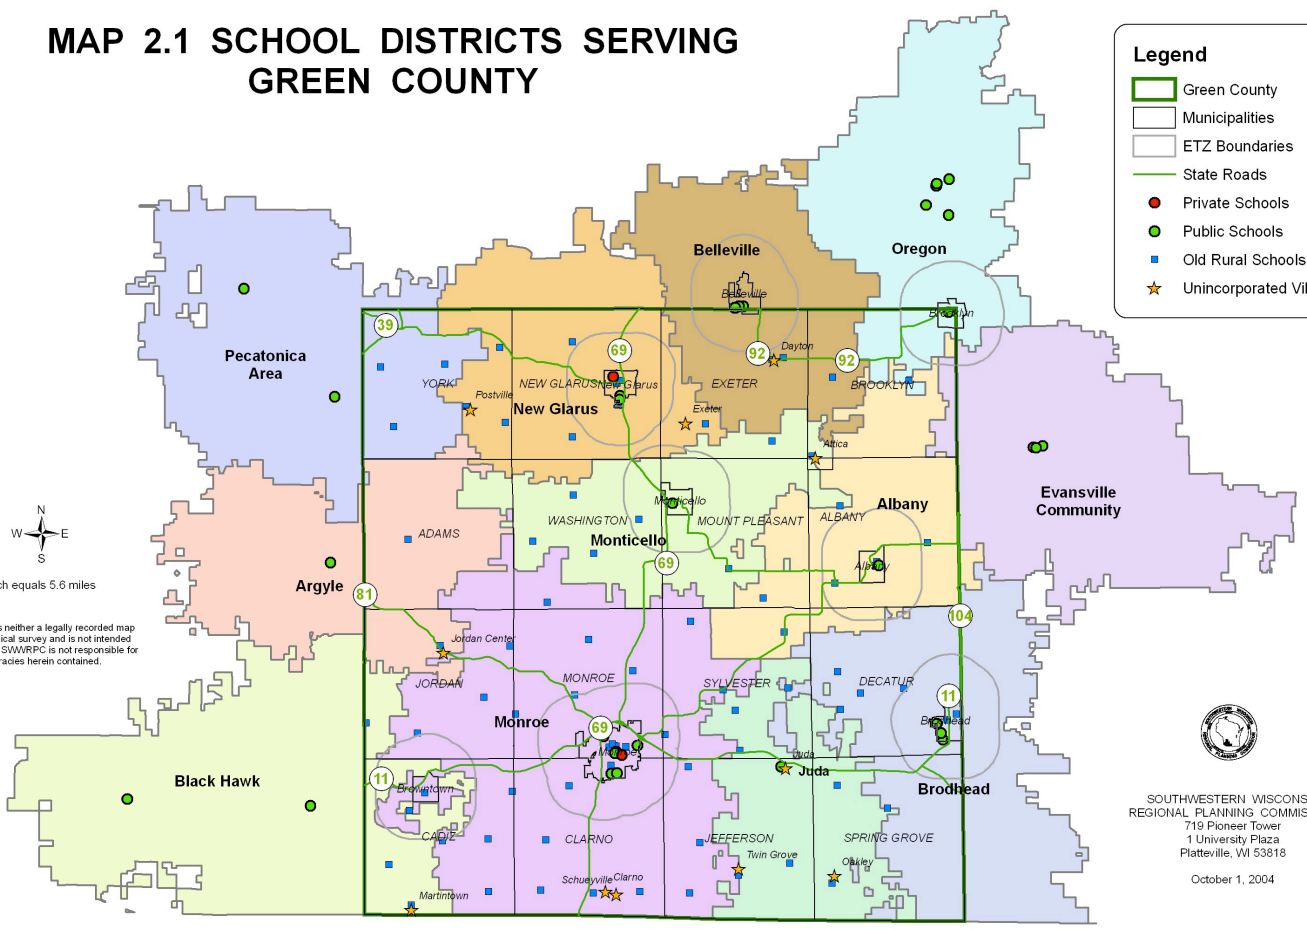 MAP 2.1 SCHOOL DISTRICTS SERVING
GREEN COUNTY
Legend
Green County
Municipalities
ETZ Boundaries
State Roads
Private Schools
Public Schools
Old Rural Schools
Unincorporated Vil
Belleville
Oregon
Belleville
Brooklyn
39
69
92
92
Dayton
Pecatonica
Area
YORK
NEW GLARUS
New Glarus
EXETER
BROOKLYN
Postville
New Glarus
Exeter
Attica
Evansville
Community
Monticello
Albany
WASHINGTON
MOUNT PLEASANT
ALBANY
ADAMS
Monticello
N
W
E
S
ch equals 5.6 miles
Argyle
69
Albany
81
104
s neither a legally recorded map
ical survey and is not intended
SWWRPC is not responsible for
racies herein contained.
Jordan Center
JORDAN
MONROE
SYLVESTER
DECATUR
11
Monroe
69
Brodhead
Juda
Juda
Black Hawk
11
Browntown
Brodhead
CADIZ
CLARNO
JEFFERSON
SPRING GROVE
Twin Grove
Oakley
Schueyville
Clarno
Martintown
SOUTHWESTERN WISCONS
REGIONAL PLANNING COMMIS
719 Pioneer Tower
1 University Plaza
Platteville, WI 53818
October 1, 2004